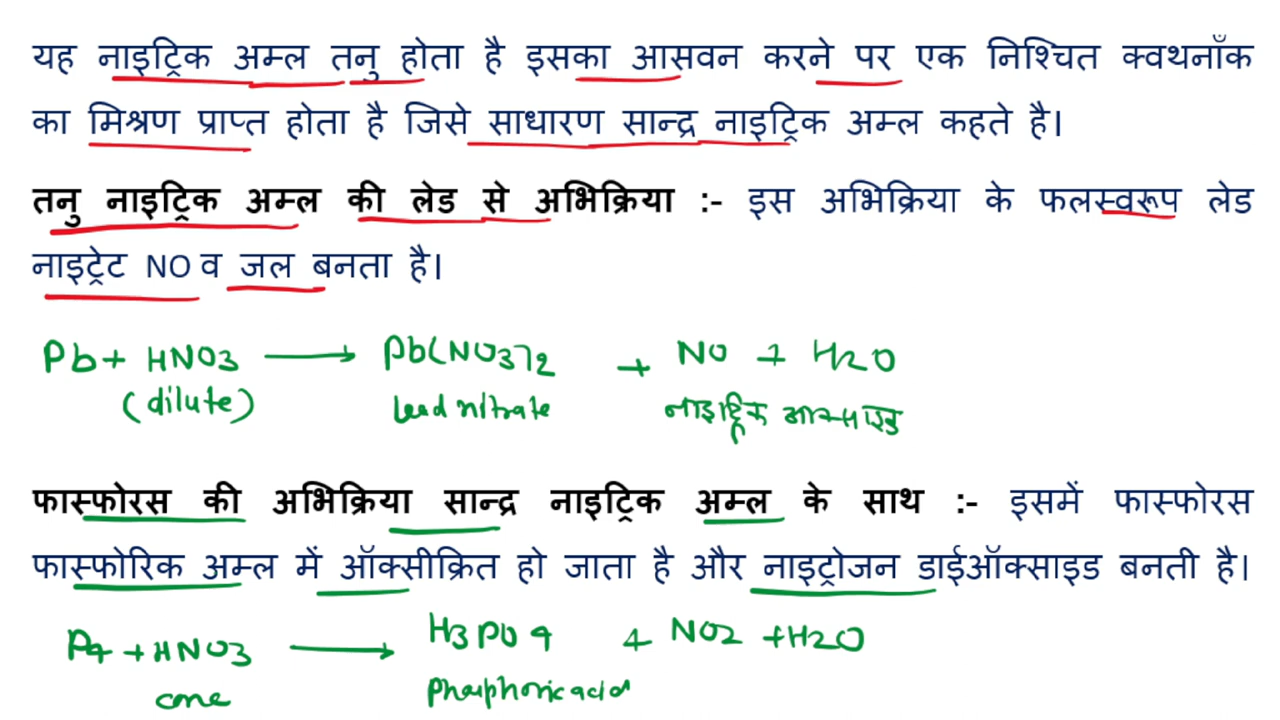 यह नाइट्रिक अम्ल तनु होता है इसका आसवन करने पर एक निश्चित क्वथनाँक
का मिश्रण प्राप्त होता है जिसे साधारण सान्द्र नाइट्रिक अम्ल कहते है।
तनु नाइट्रिक अम्ल की लेड से अभिक्रिया :- इस अभिक्रिया के फलस्वरूप लेड
नाइट्रेट NO व जल बनता है।
Pb + HNO3 ⟶ Pb(NO3)2 + NO + H2O
(dilute) Lead nitrate नाइट्रिक आक्साइड
फास्फोरस की अभिक्रिया सान्द्र नाइट्रिक अम्ल के साथ :- इसमें फास्फोरस
फास्फोरिक अम्ल में ऑक्सीक्रित हो जाता है और नाइट्रोजन डाईऑक्साइड बनती है।
P4 + HNO3 ⟶ H3PO4 + NO2 + H2O
conc Phosphoric acid